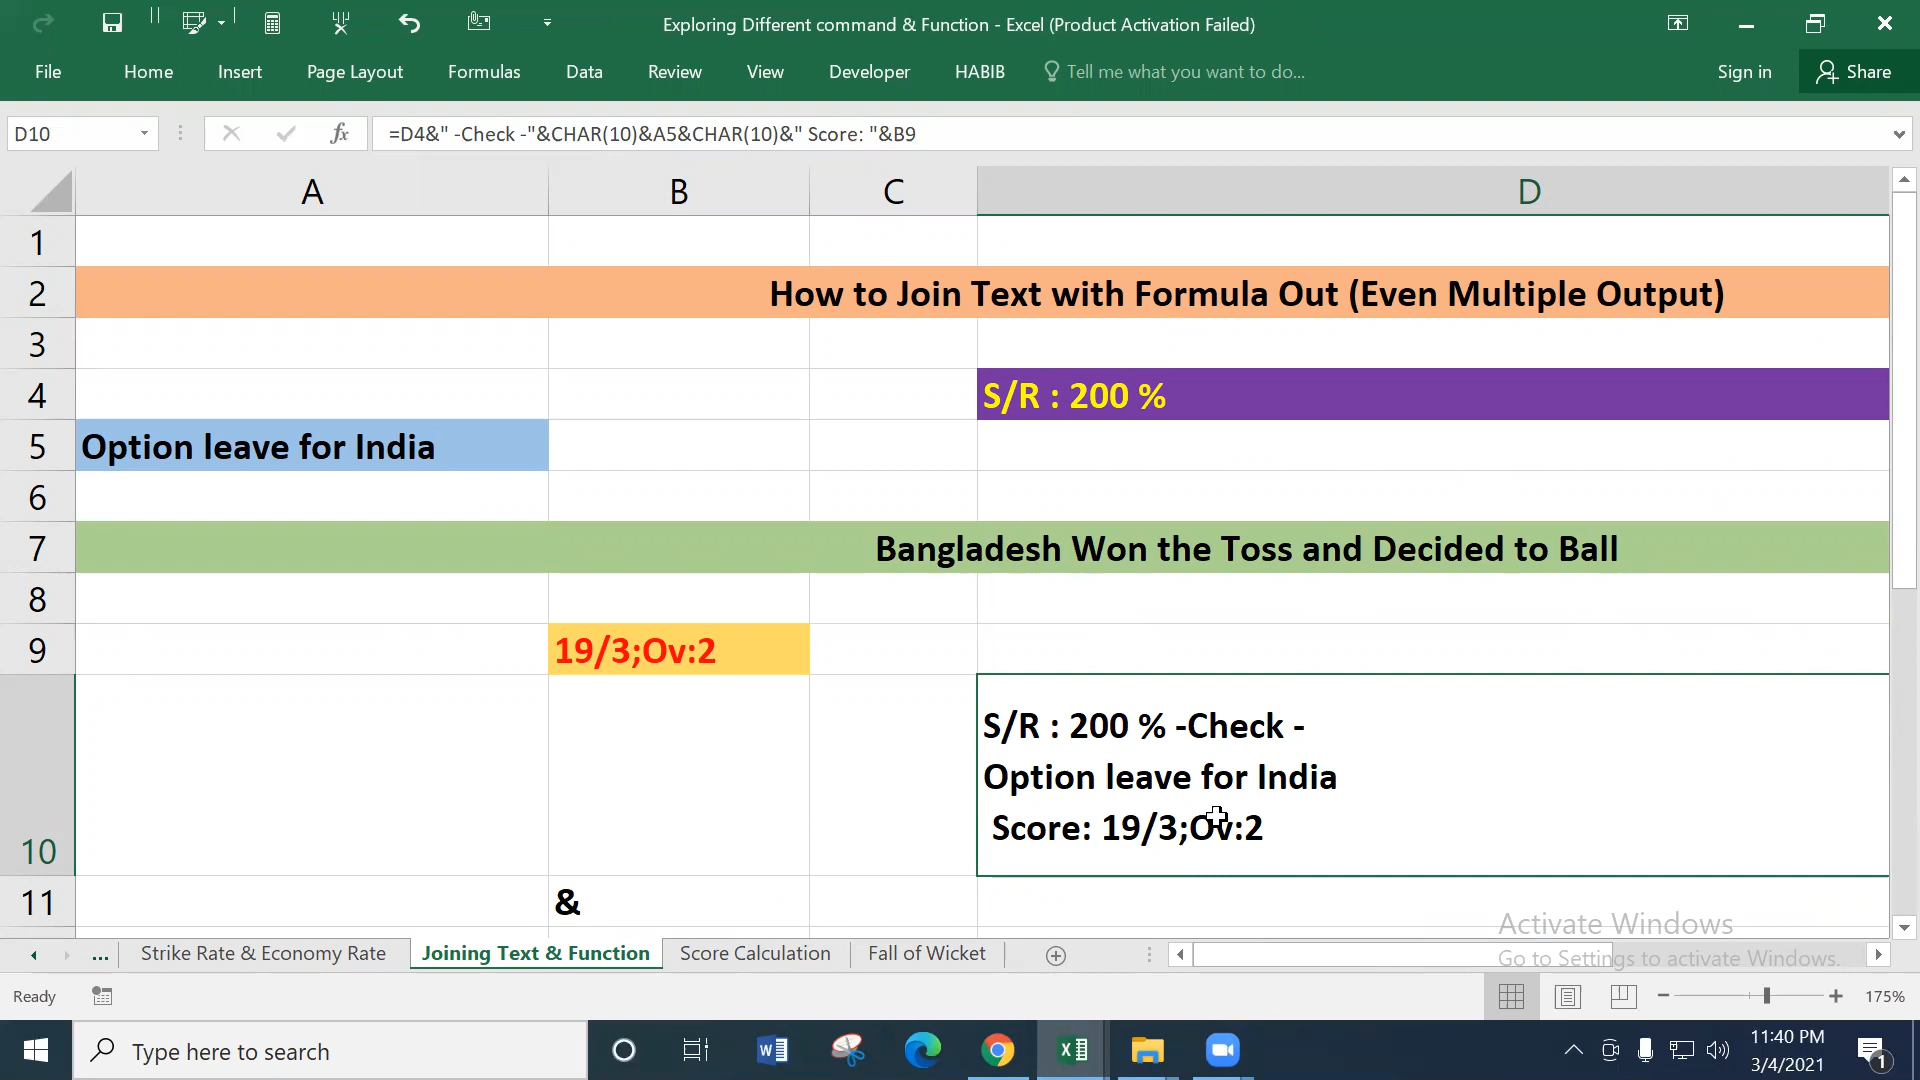 Exploring Different command & Function - Excel (Product Activation Failed)
File Home Insert Page Layout Formulas Data Review View Developer HABIB Tell me what you want to do... Sign in Share
D10 fx =D4&" -Check -"&CHAR(10)&A5&CHAR(10)&" Score: "&B9
A B C D
1
2 How to Join Text with Formula Out (Even Multiple Output)
3
4 S/R : 200 %
5 Option leave for India
6
7 Bangladesh Won the Toss and Decided to Ball
8
9 19/3;Ov:2
S/R : 200 % -Check -
Option leave for India
Score: 19/3;Ov:2
10
11 &
Activate Windows
Go to Settings to activate Windows.
... Strike Rate & Economy Rate Joining Text & Function Score Calculation Fall of Wicket
Ready 175%
Type here to search
11:40 PM
3/4/2021
1